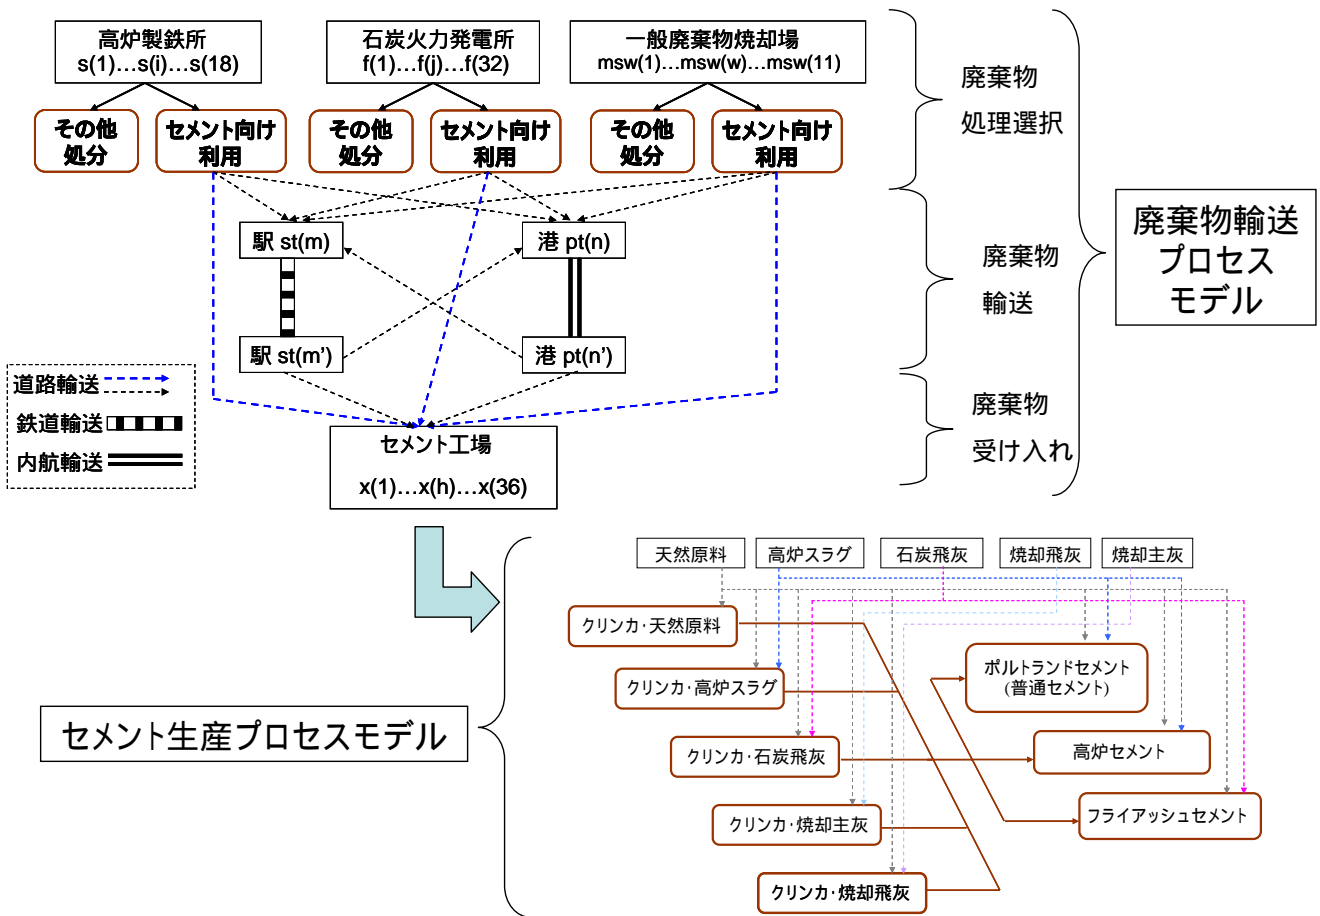 高炉製鉄所
s(1)…s(i)…s(18)
石炭火力発電所
f(1)…f(j)…f(32)
一般廃棄物焼却場
msw(1)…msw(w)…msw(11)
その他
処分
セメント向け
利用
その他
処分
セメント向け
利用
その他
処分
セメント向け
利用
廃棄物
処理選択
駅 st(m)
港 pt(n)
廃棄物
輸送
廃棄物輸送
プロセス
モデル
駅 st(m’)
港 pt(n’)
道路輸送
鉄道輸送
内航輸送
廃棄物
受け入れ
セメント工場
x(1)…x(h)…x(36)
天然原料
高炉スラグ
石炭飛灰
焼却飛灰
焼却主灰
クリンカ・天然原料
クリンカ・高炉スラグ
クリンカ・石炭飛灰
クリンカ・焼却主灰
クリンカ・焼却飛灰
ポルトランドセメント
(普通セメント)
高炉セメント
フライアッシュセメント
セメント生産プロセスモデル